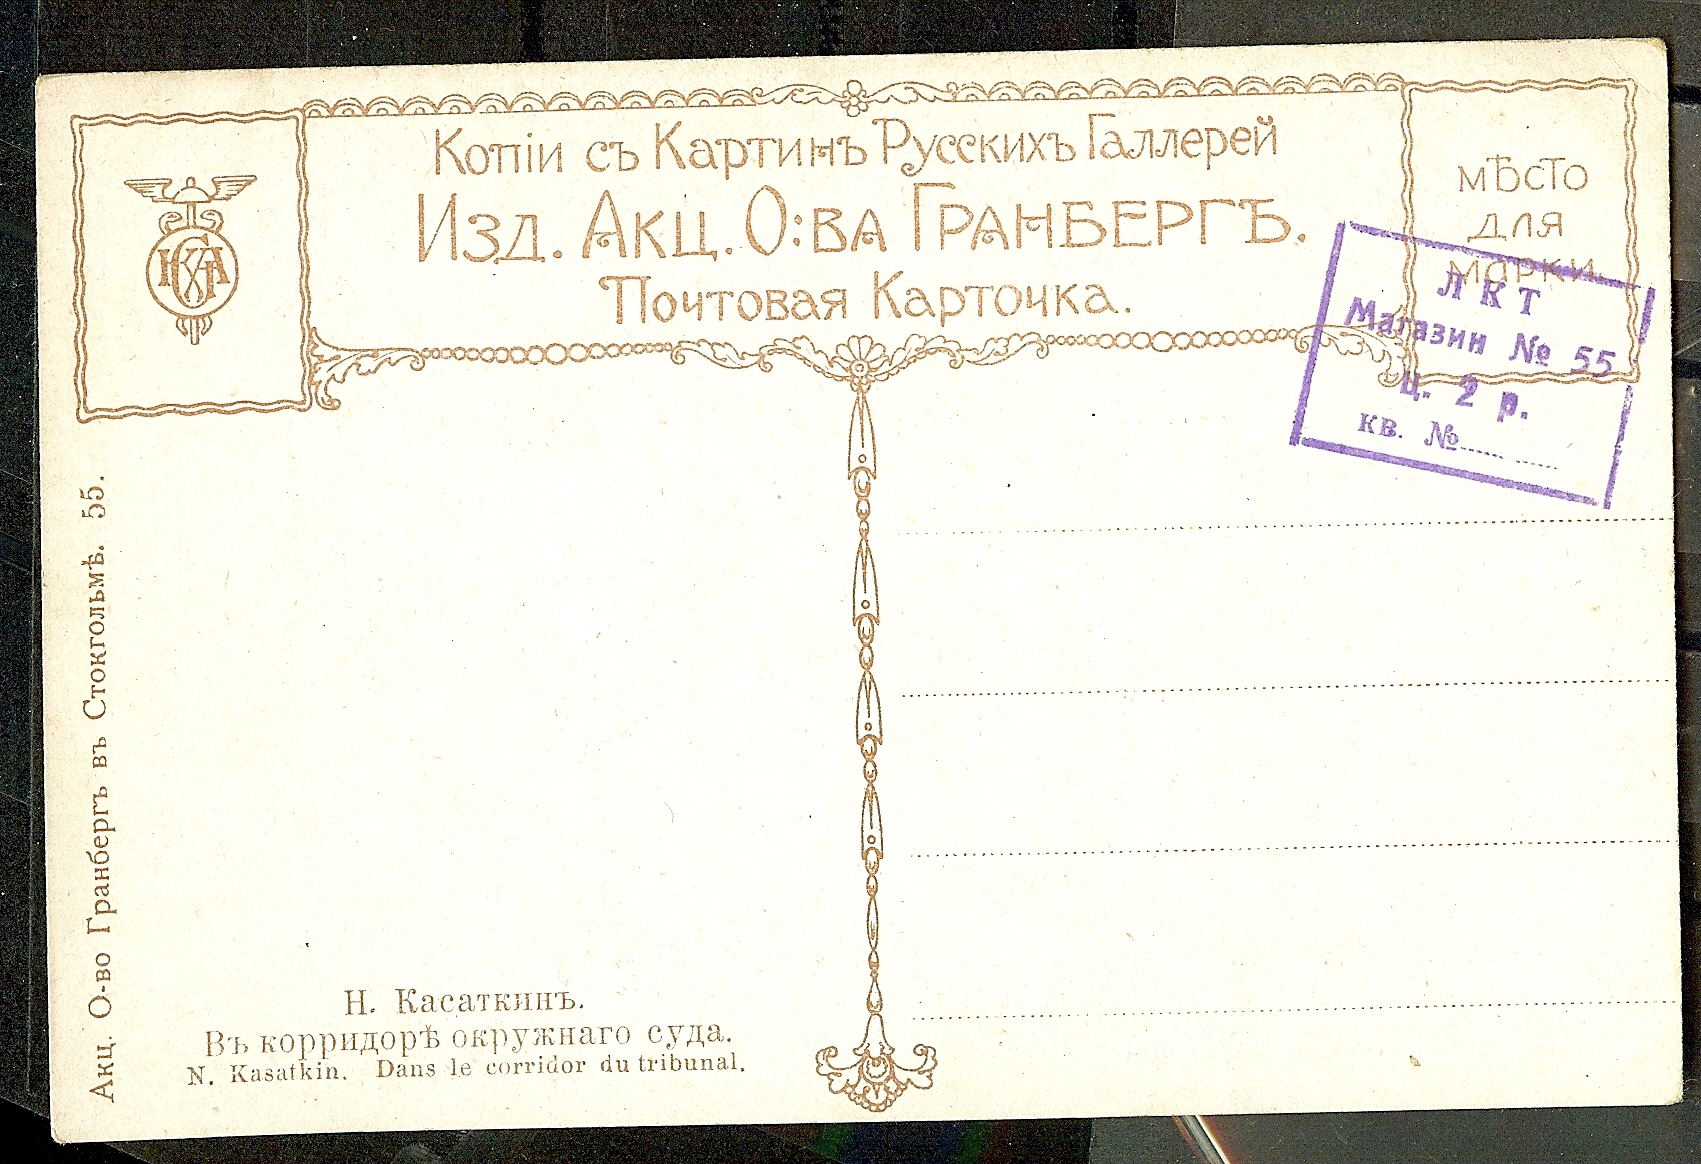 Копіи съ Картинъ Русскихъ Галлерей
Изд. Акц. О:ва Гранбергъ.
Почтовая Карточка.
мѣсто
для
марки.
ЛКТ
Магазин № 55
ц. 2 р.
кв. №
Акц. О-во Гранбергъ въ Стокгольмѣ. 55.
Н. Касаткинъ.
Въ корридорѣ окружнаго суда.
N. Kasatkin. Dans le corridor du tribunal.